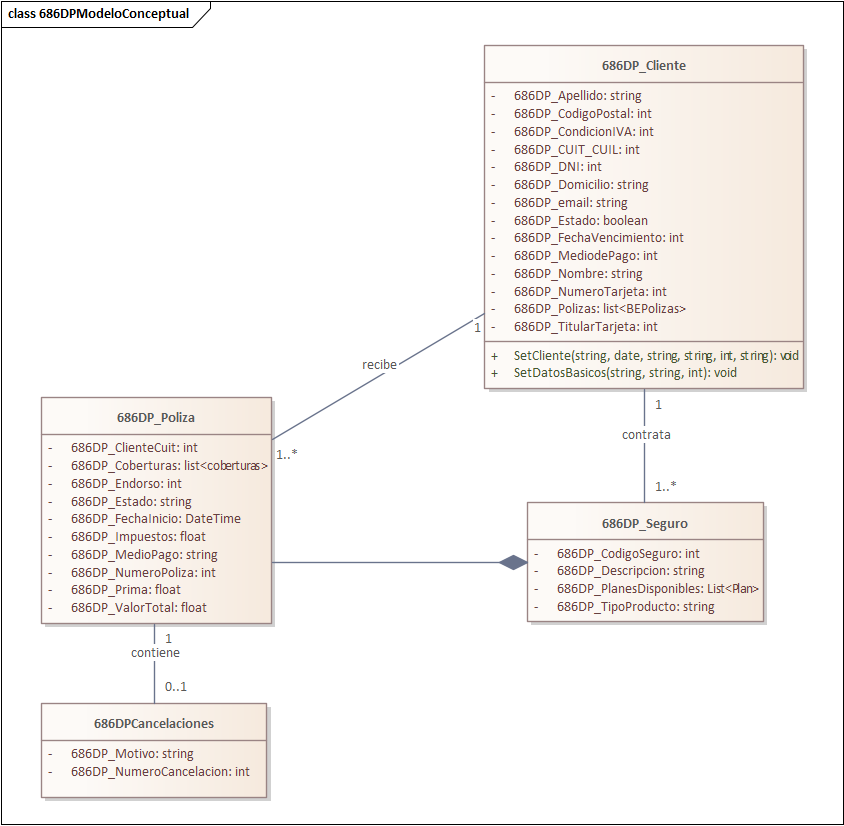 class 686DPModeloConceptual
686DP_Cliente
- 686DP_Apellido: string
- 686DP_CodigoPostal: int
- 686DP_CondicionIVA: int
- 686DP_CUIT_CUIL: int
- 686DP_DNI: int
- 686DP_Domicilio: string
- 686DP_email: string
- 686DP_Estado: boolean
- 686DP_FechaVencimiento: int
- 686DP_MediodePago: int
- 686DP_Nombre: string
- 686DP_NumeroTarjeta: int
- 686DP_Polizas: list<BEPolizas>
- 686DP_TitularTarjeta: int
+ SetCliente(string, date, string, string, int, string): void
+ SetDatosBasicos(string, string, int): void
1
recibe
1..*
1
contrata
1..*
686DP_Poliza
- 686DP_ClienteCuit: int
- 686DP_Coberturas: list<coberturas>
- 686DP_Endorso: int
- 686DP_Estado: string
- 686DP_FechaInicio: DateTime
- 686DP_Impuestos: float
- 686DP_MedioPago: string
- 686DP_NumeroPoliza: int
- 686DP_Prima: float
- 686DP_ValorTotal: float
686DP_Seguro
- 686DP_CodigoSeguro: int
- 686DP_Descripcion: string
- 686DP_PlanesDisponibles: List<Plan>
- 686DP_TipoProducto: string
1
contiene
0..1
686DPCancelaciones
- 686DP_Motivo: string
- 686DP_NumeroCancelacion: int